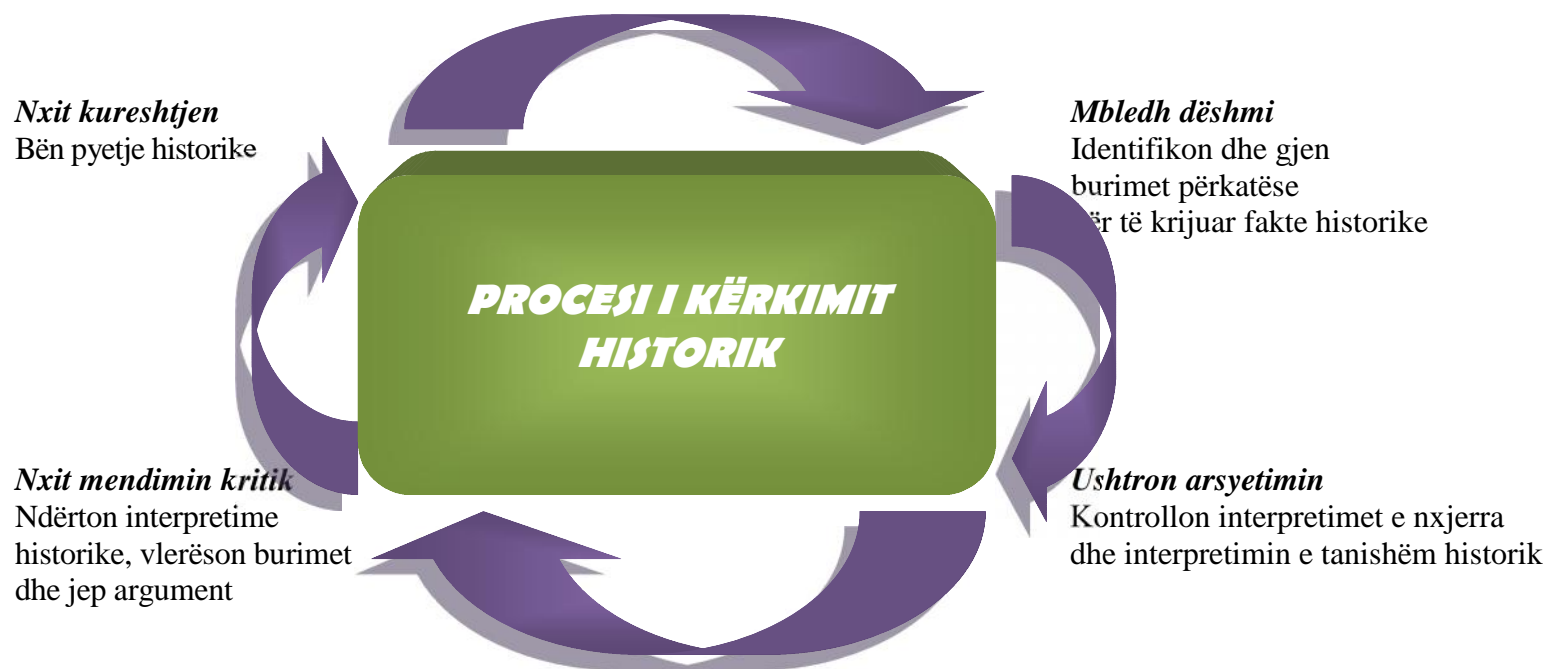 Nxit kureshtjen
Bën pyetje historike
Mbledh dëshmi
Identifikon dhe gjen
burimet përkatëse
për të krijuar fakte historike
PROCESI I KËRKIMIT
HISTORIK
Nxit mendimin kritik
Ndërton interpretime
historike, vlerëson burimet
dhe jep argument
Ushtron arsyetimin
Kontrollon interpretimet e nxjerra
dhe interpretimin e tanishëm historik